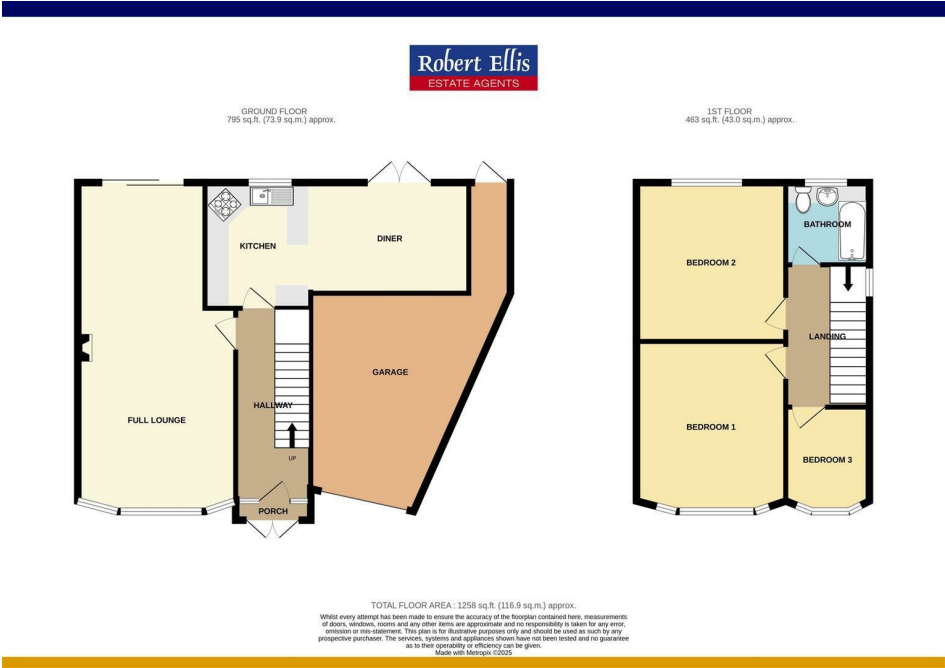 Robert Ellis
ESTATE AGENTS
GROUND FLOOR
795 sq.ft. (73.9 sq.m.) approx.
1ST FLOOR
463 sq.ft. (43.0 sq.m.) approx.
KITCHEN
DINER
FULL LOUNGE
HALLWAY
UP
PORCH
GARAGE
BEDROOM 2
BATHROOM
LANDING
BEDROOM 1
BEDROOM 3
TOTAL FLOOR AREA : 1258 sq.ft. (116.9 sq.m.) approx.
Whilst every attempt has been made to ensure the accuracy of the floorplan contained here, measurements
of doors, windows, rooms and any other items are approximate and no responsibility is taken for any error,
omission or mis-statement. This plan is for illustrative purposes only and should be used as such by any
prospective purchaser. The services, systems and appliances shown have not been tested and no guarantee
as to their operability or efficiency can be given.
Made with Metropix ©2025